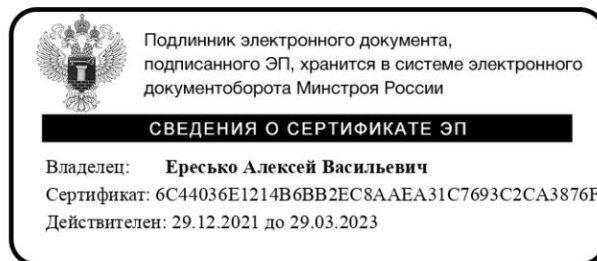 Подлинник электронного документа,
подписанного ЭП, хранится в системе электронного
документоборота Минстроя России
СВЕДЕНИЯ О СЕРТИФИКАТЕ ЭП
Владелец: Ересько Алексей Васильевич
Сертификат: 6C44036E1214B6BB2EC8AAEA31C7693C2CA3876F
Действителен: 29.12.2021 до 29.03.2023